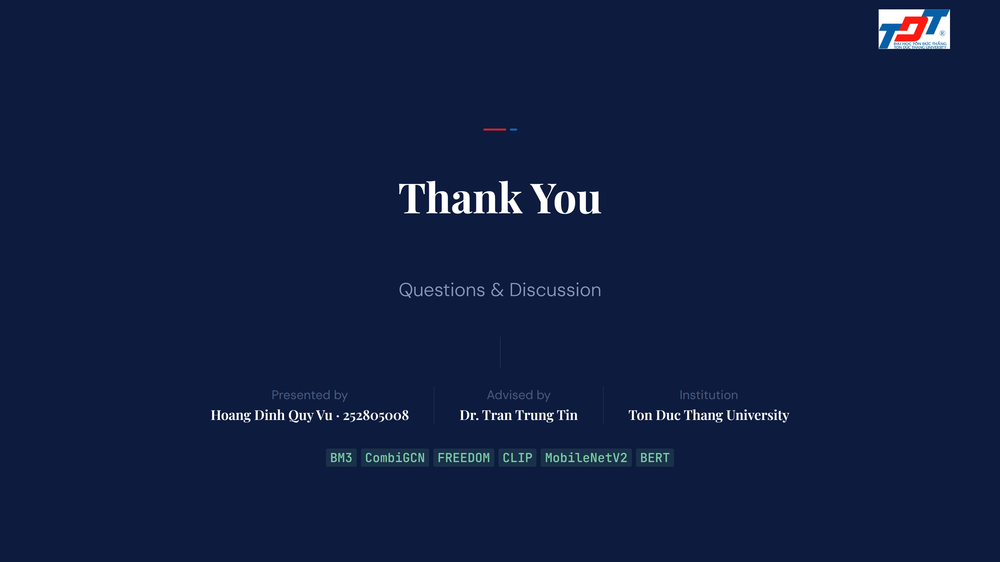 TDT
®
ĐẠI HỌC TÔN ĐỨC THẮNG
TON DUC THANG UNIVERSITY
Thank You
Questions & Discussion
Presented by
Hoang Dinh Quy Vu · 252805008
Advised by
Dr. Tran Trung Tin
Institution
Ton Duc Thang University
BM3 CombiGCN FREEDOM CLIP MobileNetV2 BERT